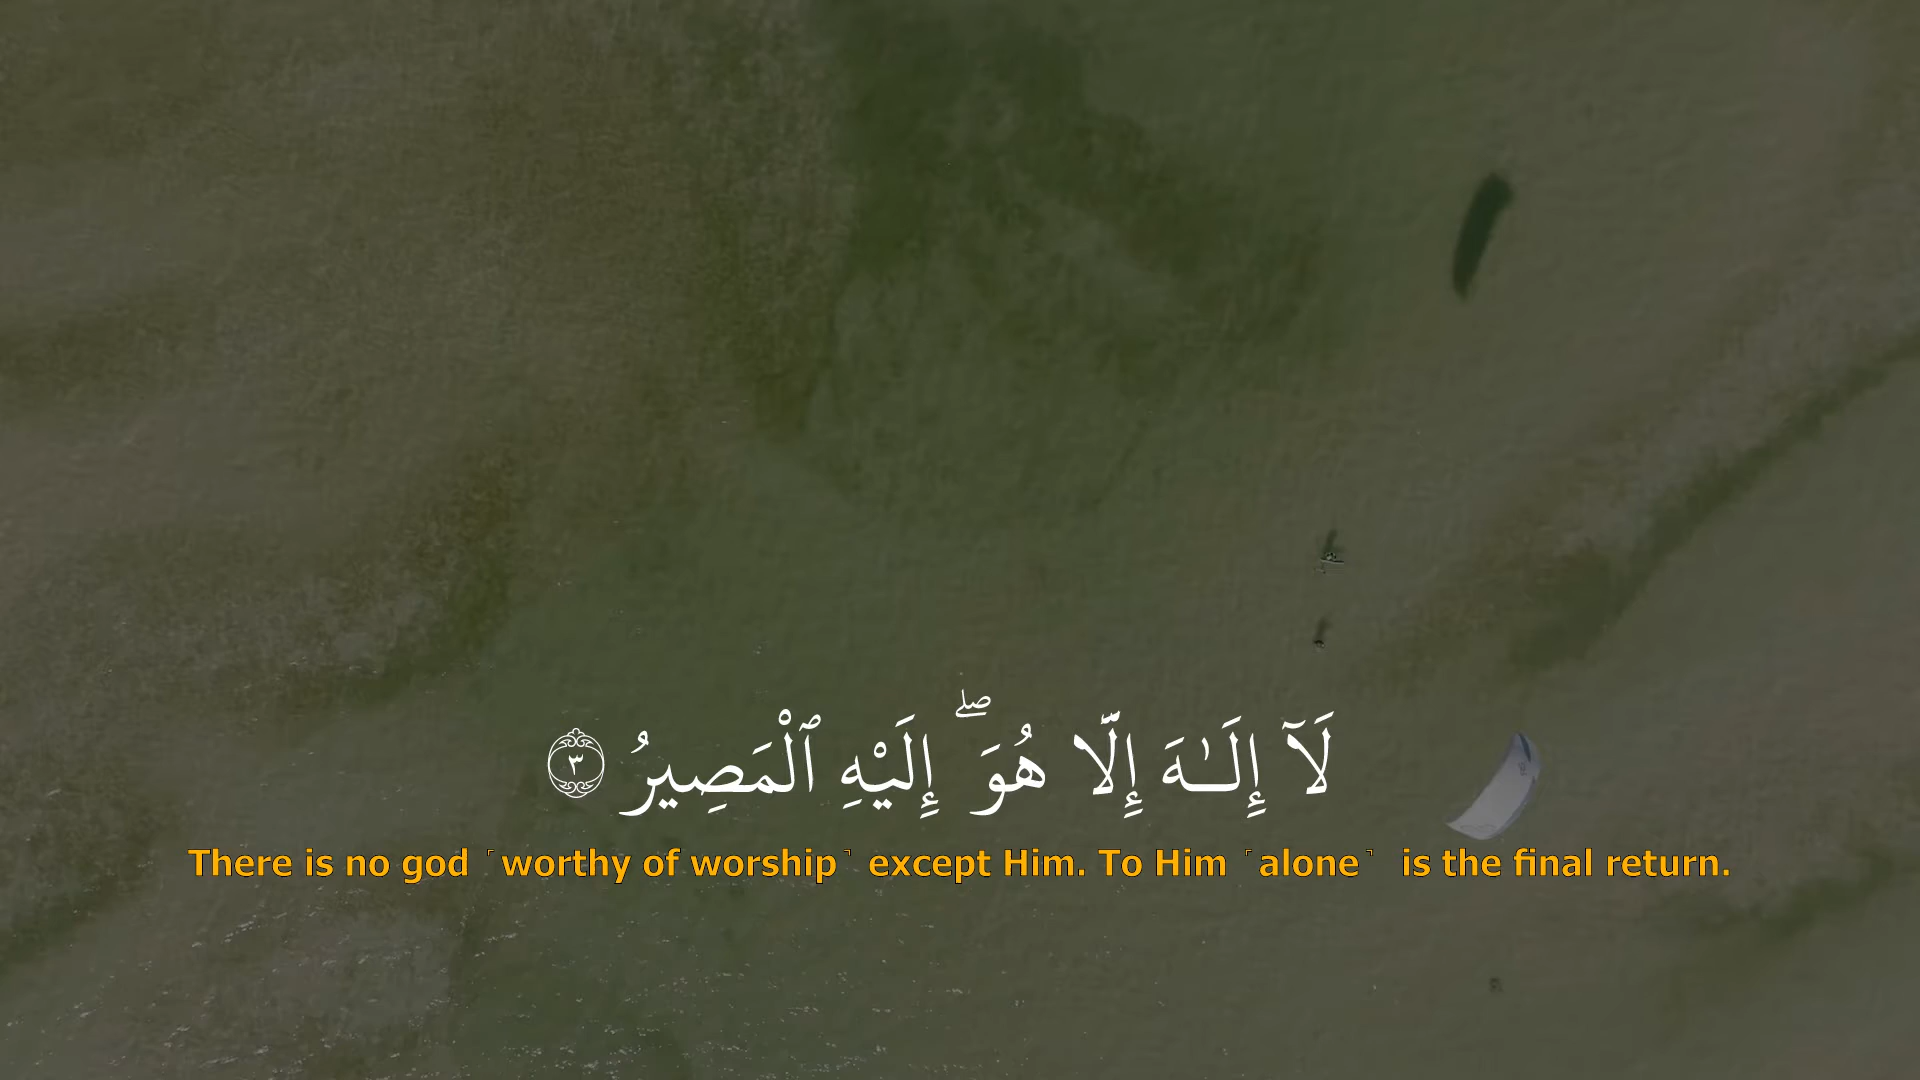 لَآ إِلَـٰهَ إِلَّا هُوَ ۖ إِلَيْهِ ٱلْمَصِيرُ ٣
There is no god ˹worthy of worship˺ except Him. To Him ˹alone˺ is the final return.